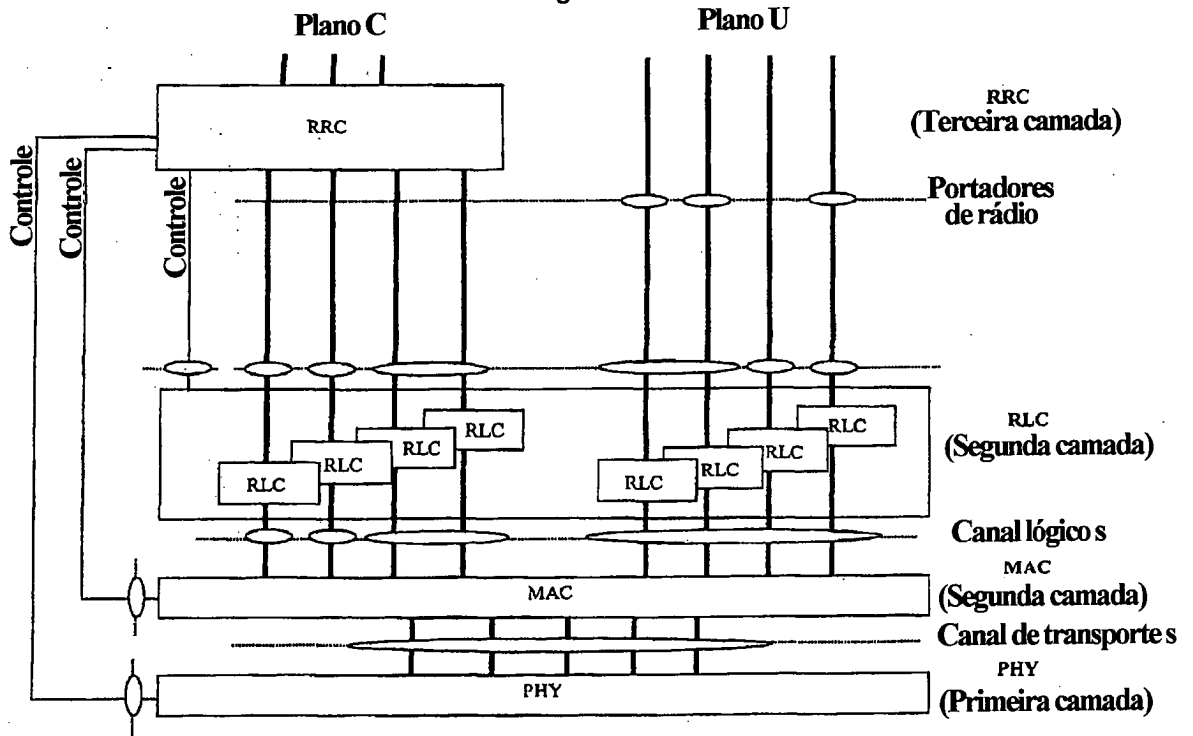 Plano C
Plano U
RRC
RRC
(Terceira camada)
Controle
Controle
Controle
Portadores
de rádio
RLC
RLC
RLC
RLC
RLC
RLC
RLC
RLC
RLC
(Segunda camada)
Canal lógico s
MAC
MAC
(Segunda camada)
Canal de transporte s
PHY
PHY
(Primeira camada)